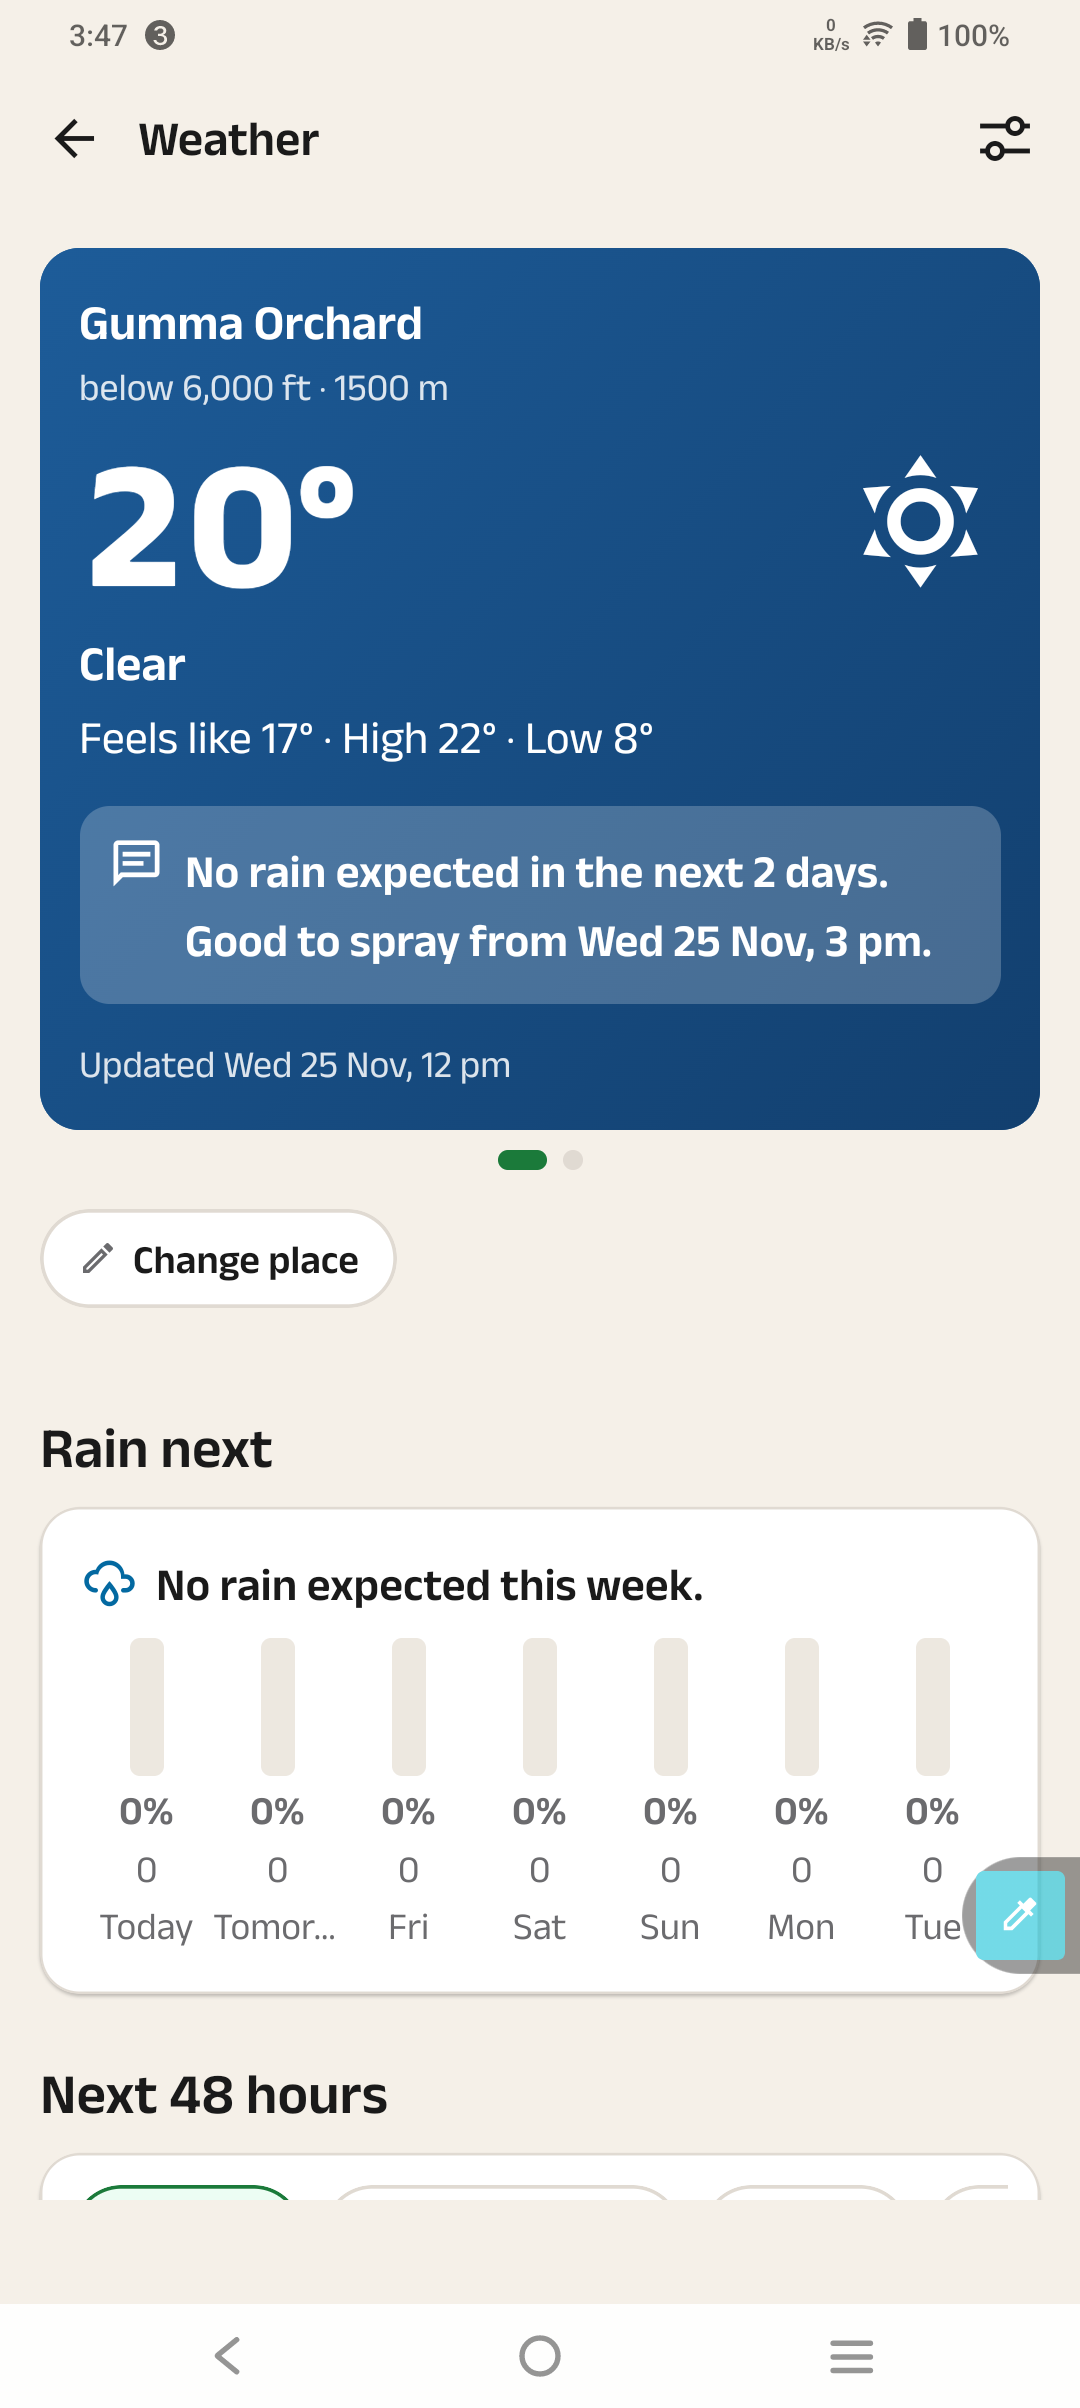 3:47 3 0 KB/s 100%
Weather
Gumma Orchard
below 6,000 ft · 1500 m
20°
Clear
Feels like 17° · High 22° · Low 8°
No rain expected in the next 2 days.
Good to spray from Wed 25 Nov, 3 pm.
Updated Wed 25 Nov, 12 pm
Change place
Rain next
No rain expected this week.
0% 0% 0% 0% 0% 0% 0%
0 0 0 0 0 0 0
Today Tomor... Fri Sat Sun Mon Tue
Next 48 hours